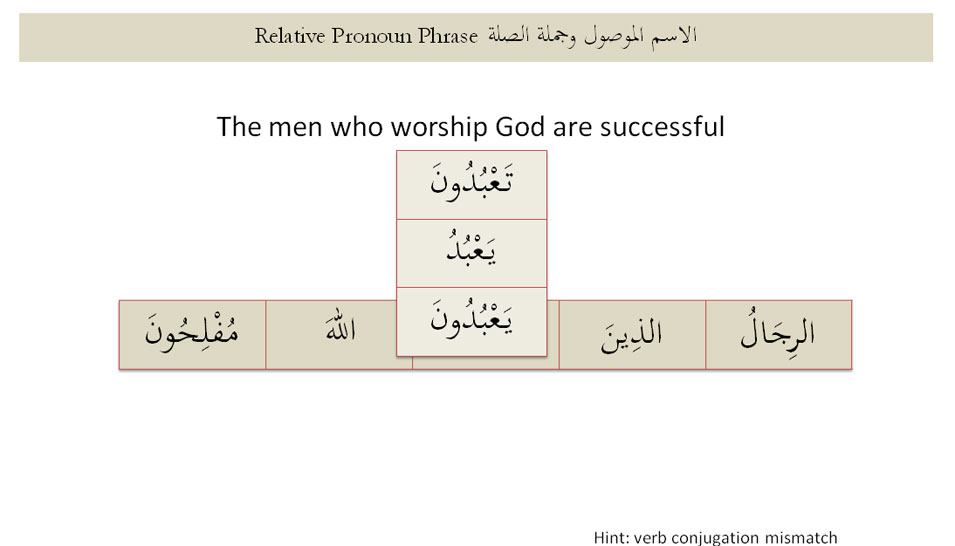 Relative Pronoun Phrase الاسم الموصول وجملة الصلة
The men who worship God are successful
تَعْبُدُونَ
يَعْبُدُ
يَعْبُدُونَ
الرِجَالُ الذِينَ اللهَ مُفْلِحُونَ
Hint: verb conjugation mismatch